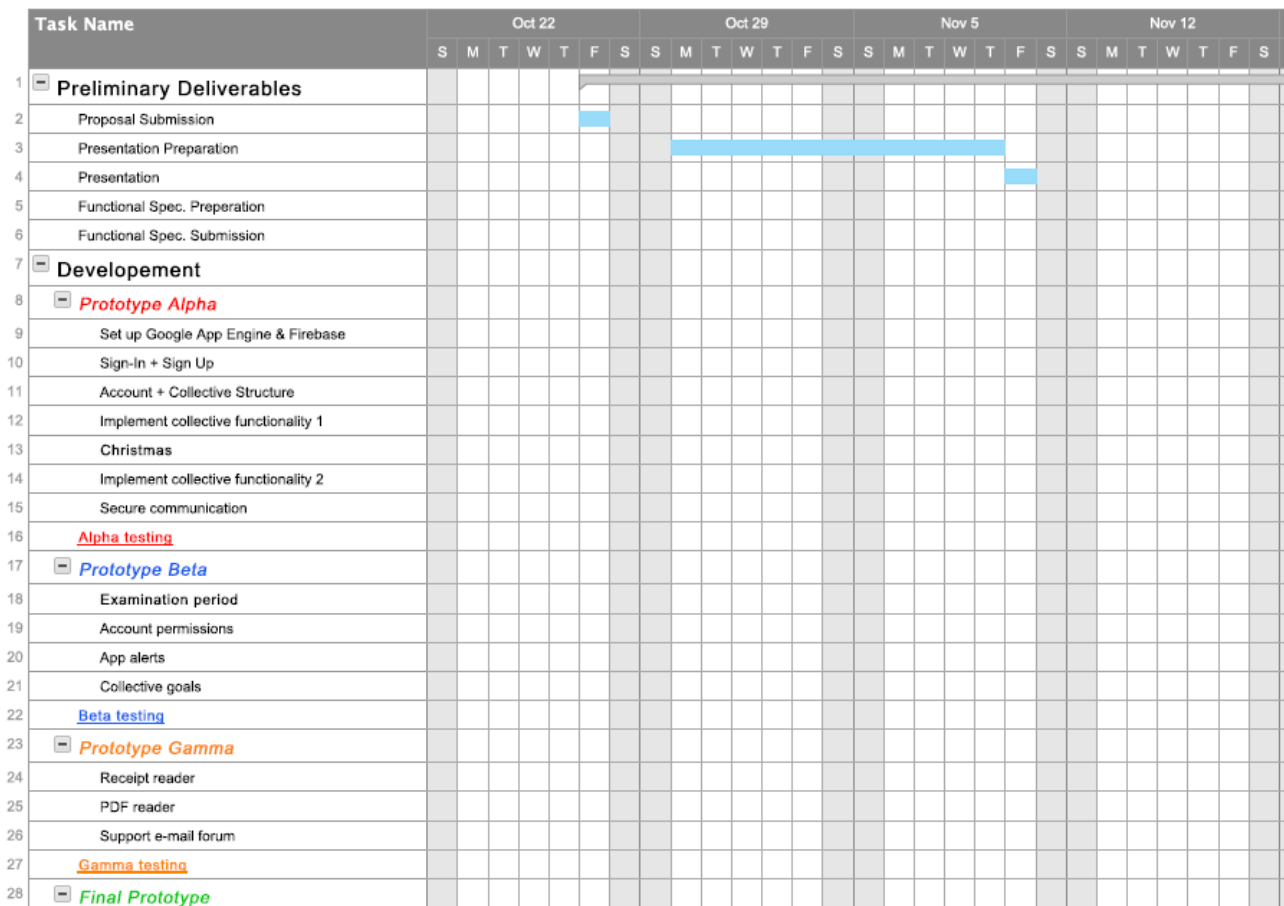 Task Name
Oct 22 Oct 29 Nov 5 Nov 12
S M T W T F S S M T W T F S S M T W T F S S M T W T F S
1 Preliminary Deliverables
2 Proposal Submission
3 Presentation Preparation
4 Presentation
5 Functional Spec. Preperation
6 Functional Spec. Submission
7 Developement
8 Prototype Alpha
9 Set up Google App Engine & Firebase
10 Sign-In + Sign Up
11 Account + Collective Structure
12 Implement collective functionality 1
13 Christmas
14 Implement collective functionality 2
15 Secure communication
16 Alpha testing
17 Prototype Beta
18 Examination period
19 Account permissions
20 App alerts
21 Collective goals
22 Beta testing
23 Prototype Gamma
24 Receipt reader
25 PDF reader
26 Support e-mail forum
27 Gamma testing
28 Final Prototype